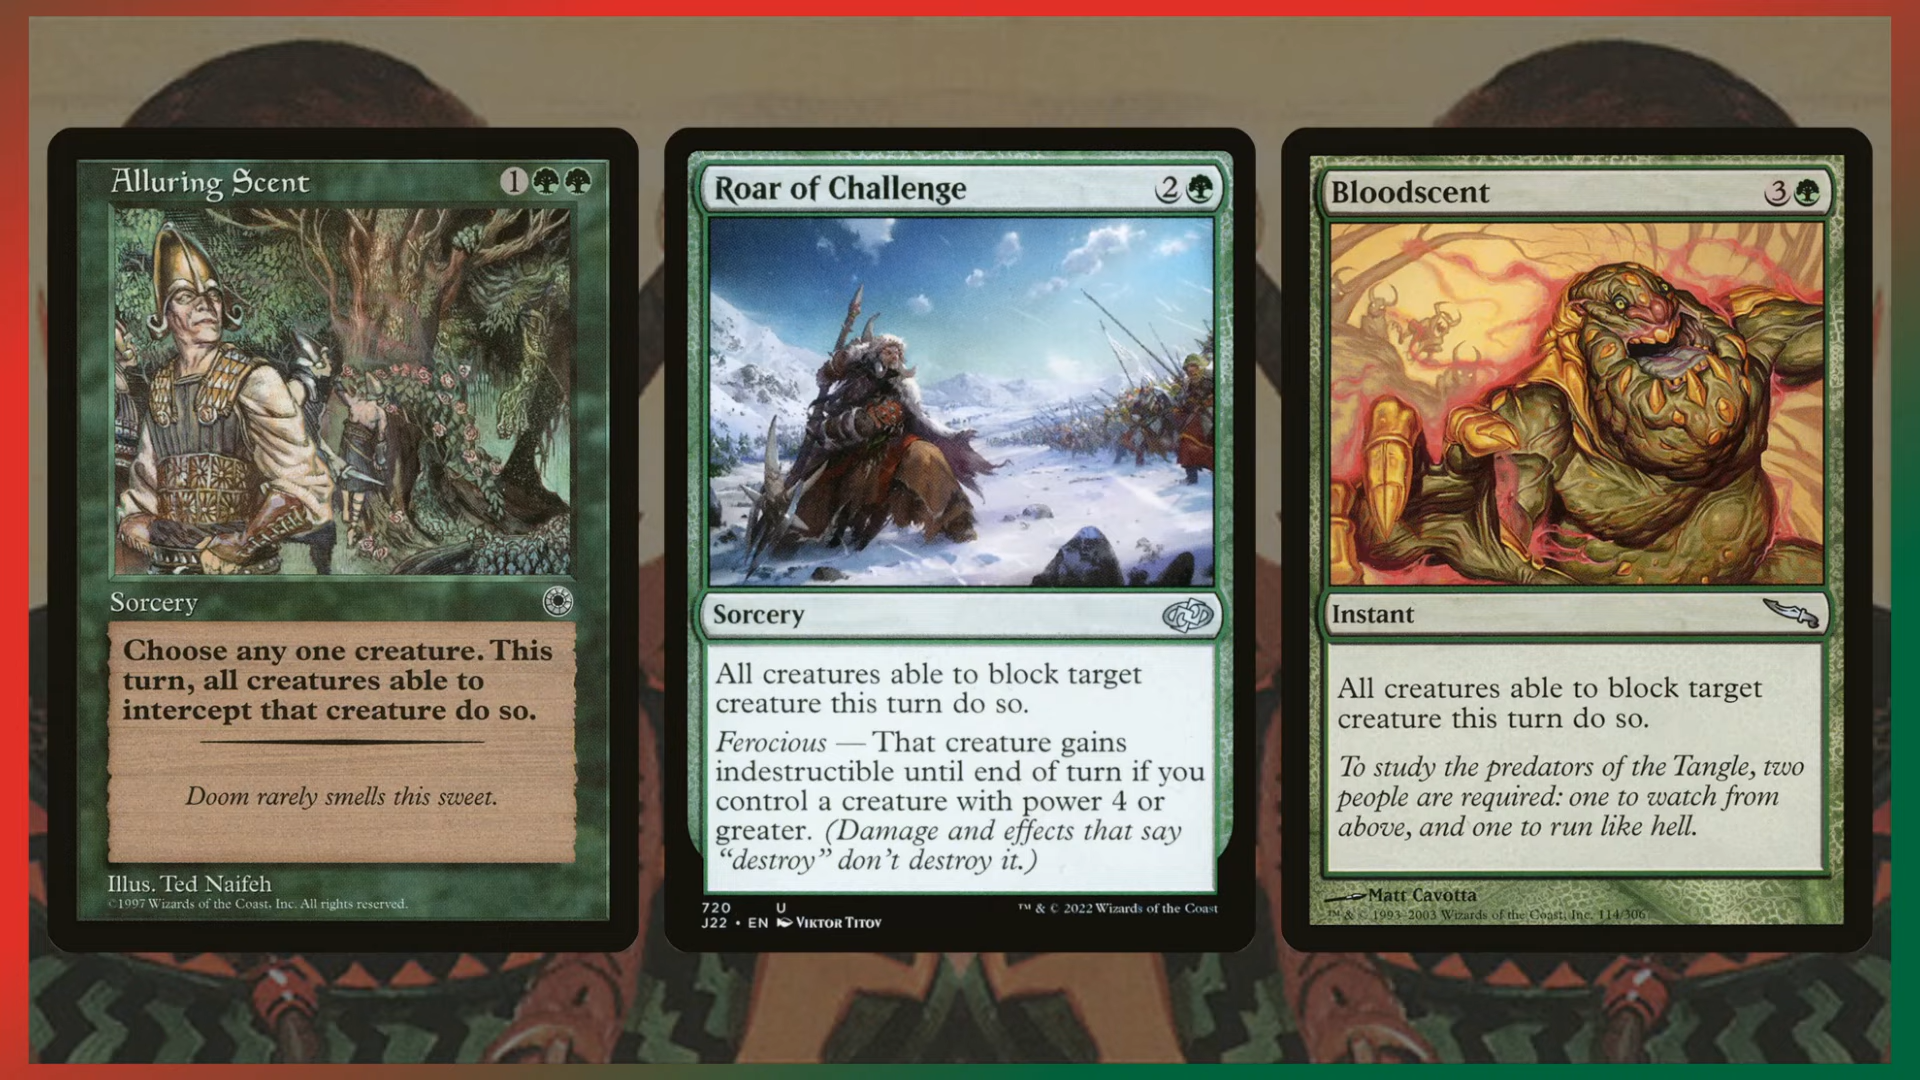 Alluring Scent 1
Sorcery
Choose any one creature. This
turn, all creatures able to
intercept that creature do so.
Doom rarely smells this sweet.
Illus. Ted Naifeh
©1997 Wizards of the Coast, Inc. All rights reserved.
Roar of Challenge 2
Sorcery
All creatures able to block target
creature this turn do so.
Ferocious — That creature gains
indestructible until end of turn if you
control a creature with power 4 or
greater. (Damage and effects that say
“destroy” don’t destroy it.)
720 U
J22 • EN Viktor Titov
™ & © 2022 Wizards of the Coast
Bloodscent 3
Instant
All creatures able to block target
creature this turn do so.
To study the predators of the Tangle, two
people are required: one to watch from
above, and one to run like hell.
Matt Cavotta
™ & © 1993–2003 Wizards of the Coast, Inc. 114/306